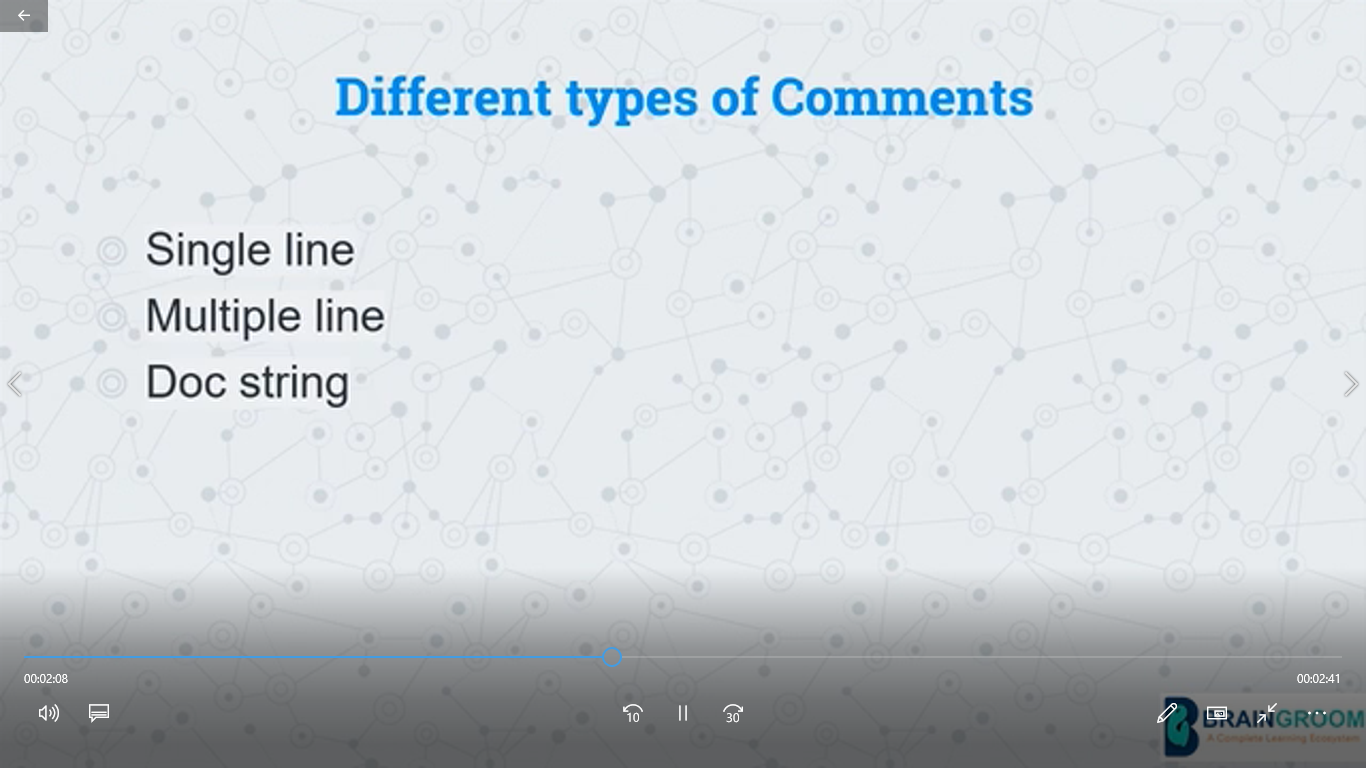 Different types of Comments
Single line
Multiple line
Doc string
00:02:08
00:02:41
10
30
BRAINGROOM
A Complete Learning Ecosystem